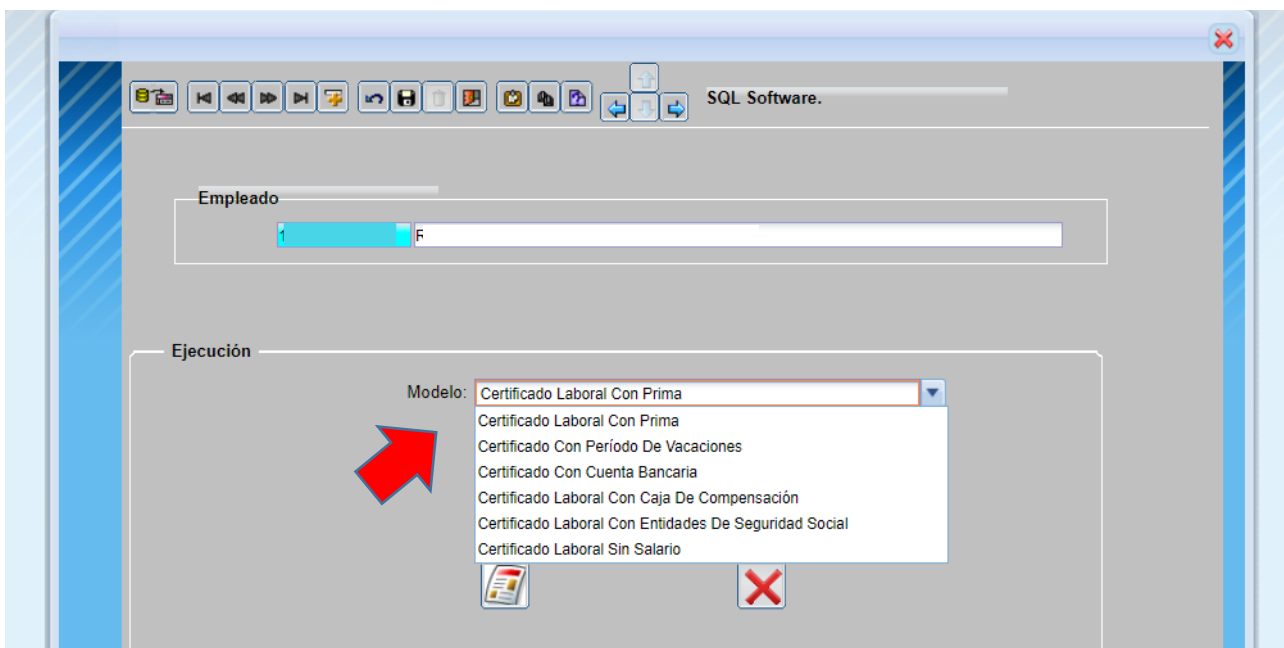 SQL Software.
Empleado
1
R
Ejecución
Modelo: Certificado Laboral Con Prima
Certificado Laboral Con Prima
Certificado Con Período De Vacaciones
Certificado Con Cuenta Bancaria
Certificado Laboral Con Caja De Compensación
Certificado Laboral Con Entidades De Seguridad Social
Certificado Laboral Sin Salario